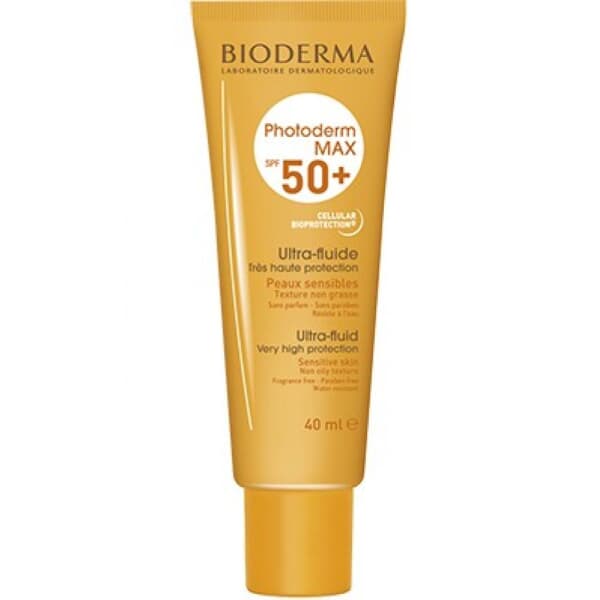 BIODERMA
LABORATOIRE DERMATOLOGIQUE
Photoderm
MAX
SPF 50+
CELLULAR
BIOPROTECTION®
Ultra-fluide
Très haute protection
Peaux sensibles
Texture non grasse
Sans parfum - Sans paraben
Résiste à l'eau
Ultra-fluid
Very high protection
Sensitive skin
Non oily texture
Fragrance free - Paraben free
Water resistant
40 ml ℮